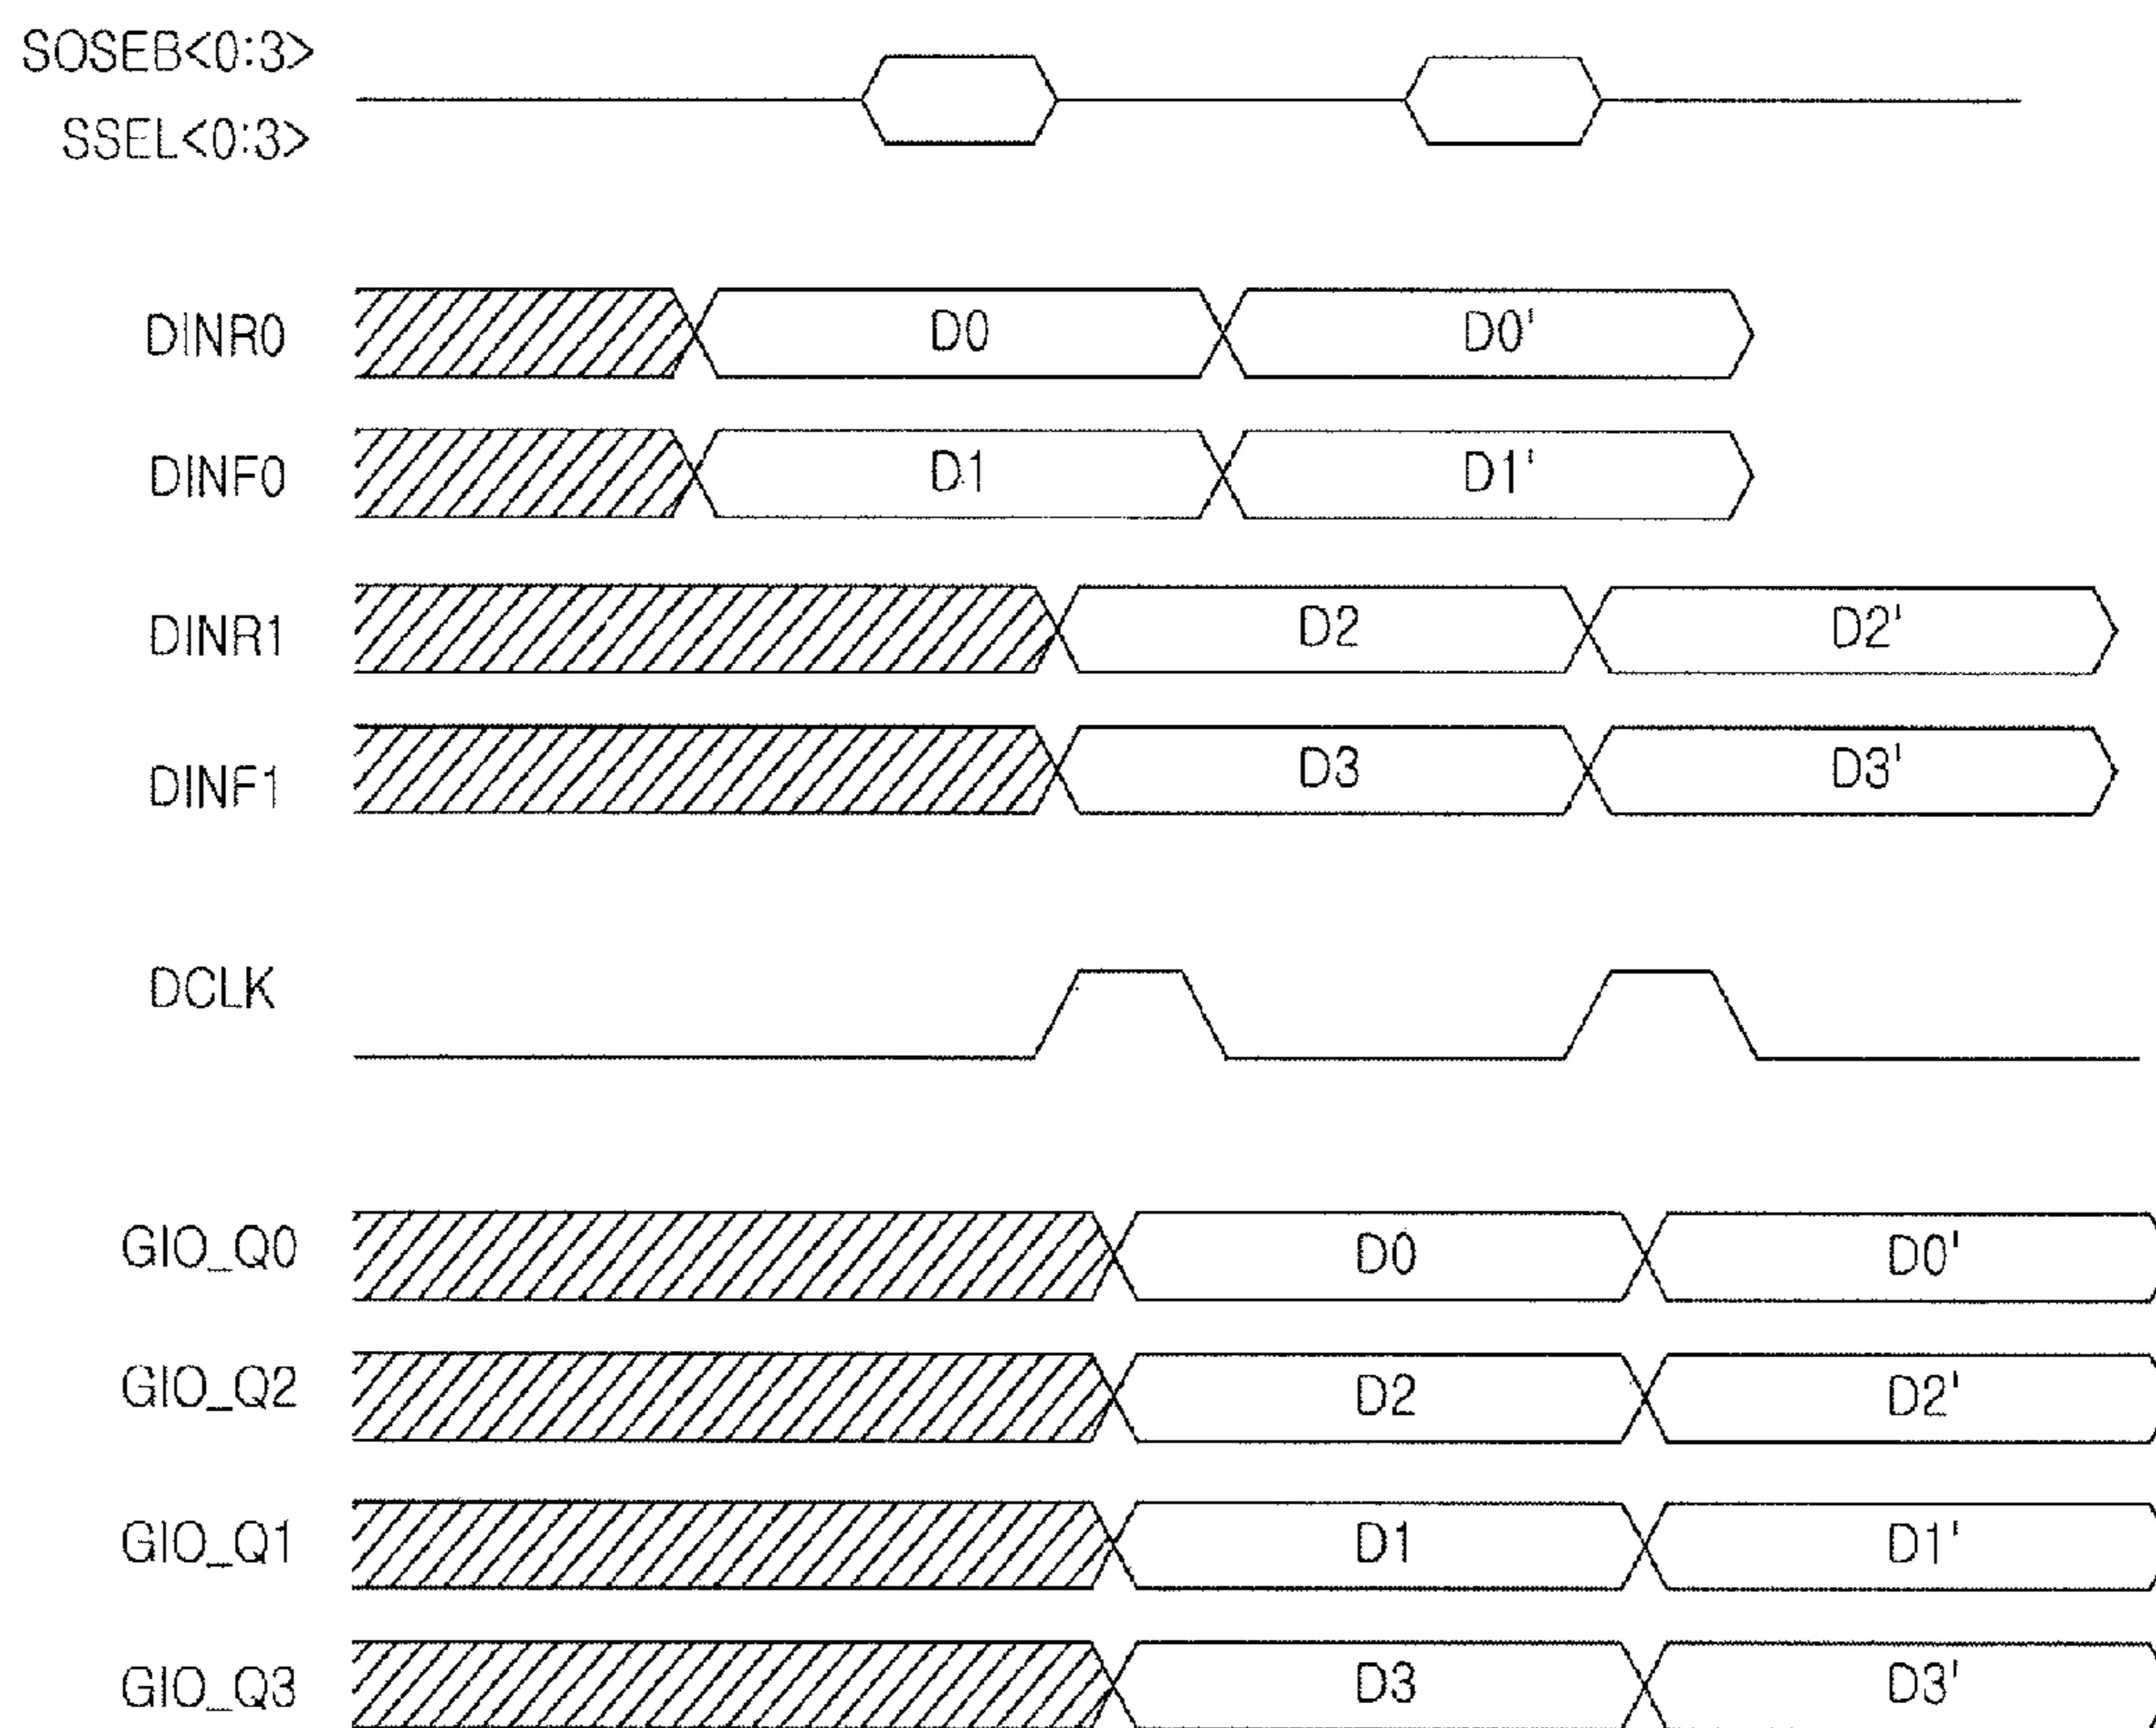 SOSEB<0:3>
SSEL<0:3>
DINR0 D0 D0'
DINF0 D1 D1'
DINR1 D2 D2'
DINF1 D3 D3'
DCLK
GIO_Q0 D0 D0'
GIO_Q2 D2 D2'
GIO_Q1 D1 D1'
GIO_Q3 D3 D3'